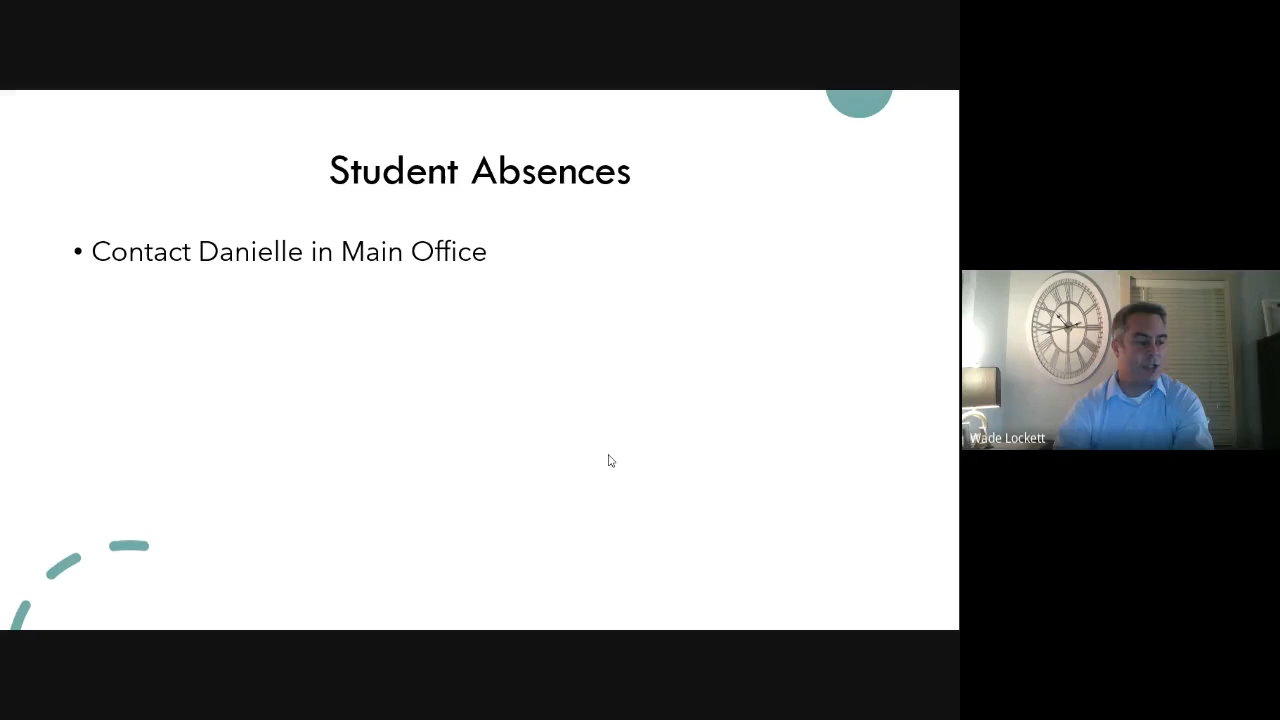 Student Absences
• Contact Danielle in Main Office
Wade Lockett